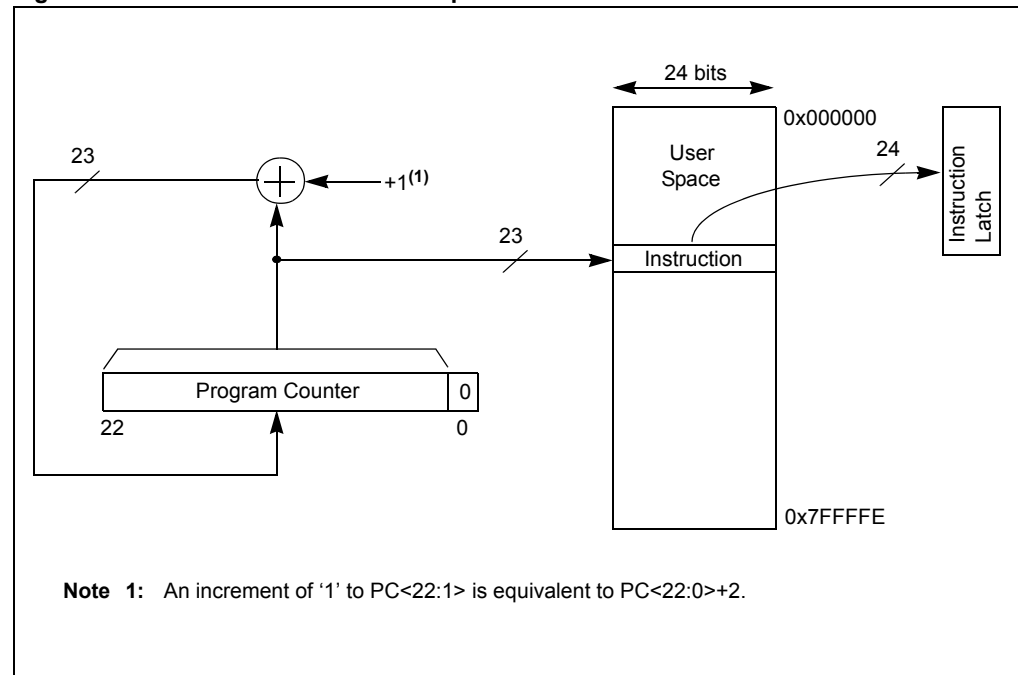 24 bits
0x000000
23
+1(1)
User
Space
24
Instruction
Latch
23
Instruction
Program Counter
0
22
0
0x7FFFFE
Note 1: An increment of ‘1’ to PC<22:1> is equivalent to PC<22:0>+2.